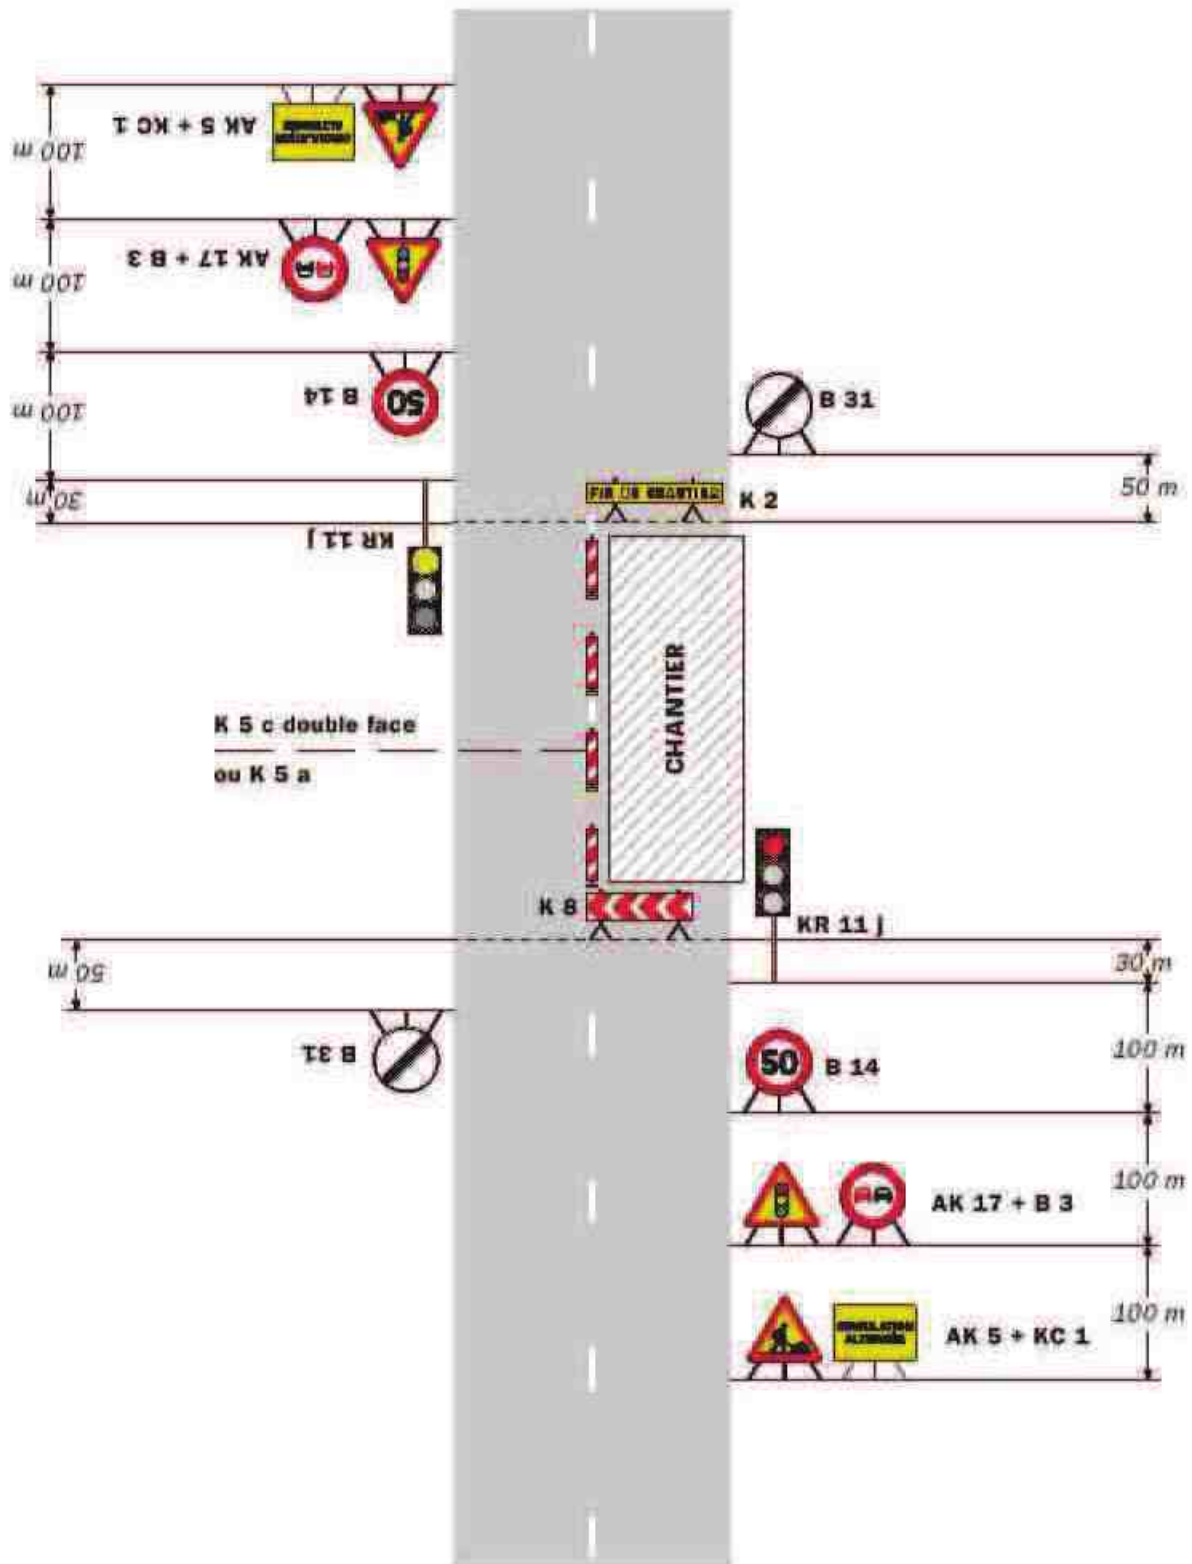 AK 5 + KC 1
100 m
AK 17 + B 3
100 m
B 14
50
100 m
30 m
KR 11 j
B 31
50 m
FIN DE CHANTIER
K 2
K 5 c double face
ou K 5 a
CHANTIER
K 8
KR 11 j
50 m
B 31
30 m
50
B 14
100 m
AK 17 + B 3
100 m
CIRCULATION
ALTERNÉE
AK 5 + KC 1
100 m